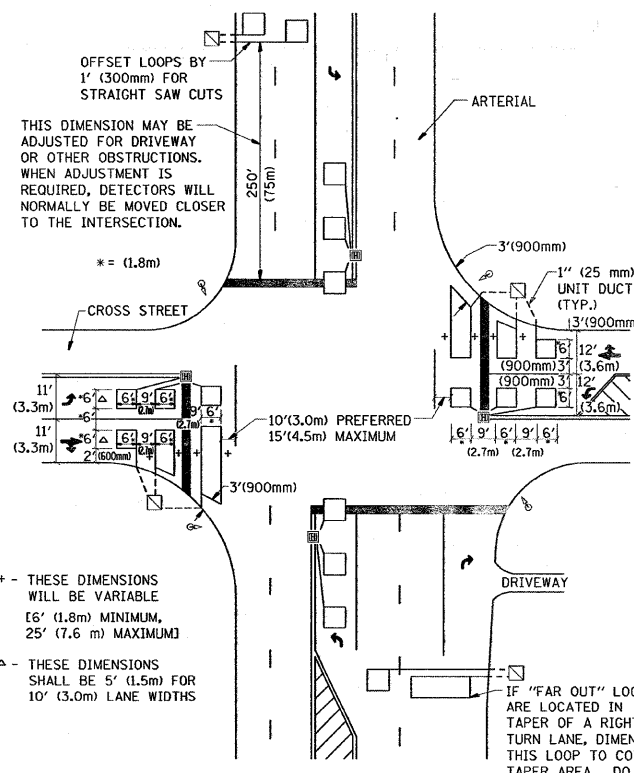 OFFSET LOOPS BY
1' (300mm) FOR
STRAIGHT SAW CUTS
ARTERIAL
THIS DIMENSION MAY BE
ADJUSTED FOR DRIVEWAY
OR OTHER OBSTRUCTIONS.
WHEN ADJUSTMENT IS
REQUIRED, DETECTORS WILL
NORMALLY BE MOVED CLOSER
TO THE INTERSECTION.
250'
(75m)
* = (1.8m)
3'(900mm)
1" (25 mm)
UNIT DUCT
(TYP.)
CROSS STREET
3'(900mm
*6'
12'
(3.6m)
(900mm)3'
(900mm)3'
*6'
12'
(3.6m)
11'
(3.3m)
*6'
6' 9' 6'
(2.7m)
9' 6'
(2.7m)
*6'
11'
(3.3m)
*6'
6' 9' 6'
(2.7m)
2' (600mm)
10'(3.0m) PREFERRED
15'(4.5m) MAXIMUM
6' 9' 6' 9' 6'
(2.7m) (2.7m)
3'(900mm)
+ - THESE DIMENSIONS
WILL BE VARIABLE
[6' (1.8m) MINIMUM,
25' (7.6 m) MAXIMUM]
DRIVEWAY
△ - THESE DIMENSIONS
SHALL BE 5' (1.5m) FOR
10' (3.0m) LANE WIDTHS
IF "FAR OUT" LOO
ARE LOCATED IN
TAPER OF A RIGHT
TURN LANE, DIMEN
THIS LOOP TO CO
TAPER AREA. DO